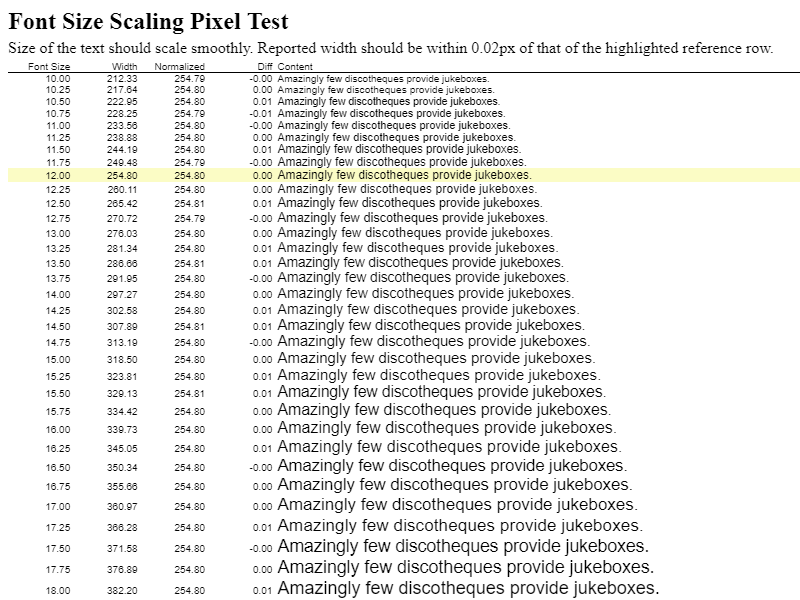 Font Size Scaling Pixel Test
Size of the text should scale smoothly. Reported width should be within 0.02px of that of the highlighted reference row.
Font Size Width Normalized Diff Content
10.00 212.33 254.79 -0.00 Amazingly few discotheques provide jukeboxes.
10.25 217.64 254.80 0.00 Amazingly few discotheques provide jukeboxes.
10.50 222.95 254.80 0.01 Amazingly few discotheques provide jukeboxes.
10.75 228.25 254.79 -0.01 Amazingly few discotheques provide jukeboxes.
11.00 233.56 254.80 -0.00 Amazingly few discotheques provide jukeboxes.
11.25 238.88 254.80 0.00 Amazingly few discotheques provide jukeboxes.
11.50 244.19 254.80 0.01 Amazingly few discotheques provide jukeboxes.
11.75 249.48 254.79 -0.00 Amazingly few discotheques provide jukeboxes.
12.00 254.80 254.80 0.00 Amazingly few discotheques provide jukeboxes.
12.25 260.11 254.80 0.00 Amazingly few discotheques provide jukeboxes.
12.50 265.42 254.81 0.01 Amazingly few discotheques provide jukeboxes.
12.75 270.72 254.79 -0.00 Amazingly few discotheques provide jukeboxes.
13.00 276.03 254.80 0.00 Amazingly few discotheques provide jukeboxes.
13.25 281.34 254.80 0.01 Amazingly few discotheques provide jukeboxes.
13.50 286.66 254.81 0.01 Amazingly few discotheques provide jukeboxes.
13.75 291.95 254.80 -0.00 Amazingly few discotheques provide jukeboxes.
14.00 297.27 254.80 0.00 Amazingly few discotheques provide jukeboxes.
14.25 302.58 254.80 0.01 Amazingly few discotheques provide jukeboxes.
14.50 307.89 254.81 0.01 Amazingly few discotheques provide jukeboxes.
14.75 313.19 254.80 -0.00 Amazingly few discotheques provide jukeboxes.
15.00 318.50 254.80 0.00 Amazingly few discotheques provide jukeboxes.
15.25 323.81 254.80 0.01 Amazingly few discotheques provide jukeboxes.
15.50 329.13 254.81 0.01 Amazingly few discotheques provide jukeboxes.
15.75 334.42 254.80 0.00 Amazingly few discotheques provide jukeboxes.
16.00 339.73 254.80 0.00 Amazingly few discotheques provide jukeboxes.
16.25 345.05 254.80 0.01 Amazingly few discotheques provide jukeboxes.
16.50 350.34 254.80 -0.00 Amazingly few discotheques provide jukeboxes.
16.75 355.66 254.80 0.00 Amazingly few discotheques provide jukeboxes.
17.00 360.97 254.80 0.00 Amazingly few discotheques provide jukeboxes.
17.25 366.28 254.80 0.01 Amazingly few discotheques provide jukeboxes.
17.50 371.58 254.80 -0.00 Amazingly few discotheques provide jukeboxes.
17.75 376.89 254.80 0.00 Amazingly few discotheques provide jukeboxes.
18.00 382.20 254.80 0.01 Amazingly few discotheques provide jukeboxes.